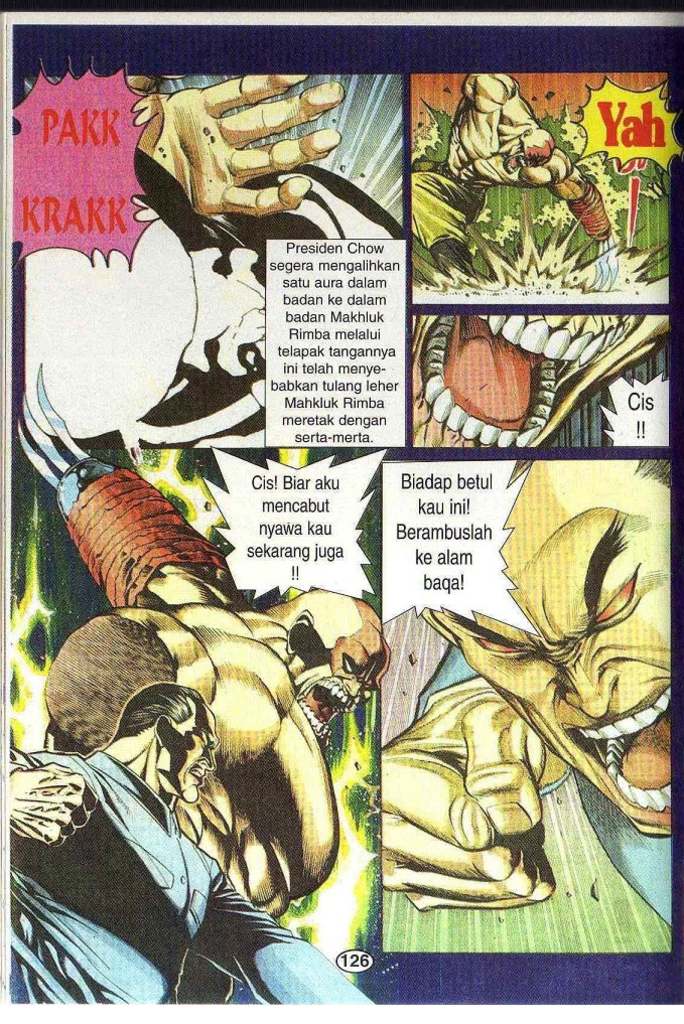 PAKK
KRAKK
Yah
Presiden Chow
segera mengalihkan
satu aura dalam
badan ke dalam
badan Makhluk
Rimba melalui
telapak tangannya
ini telah menye-
babkan tulang leher
Mahkluk Rimba
meretak dengan
serta-merta.
Cis
!!
Cis! Biar aku
mencabut
nyawa kau
sekarang juga
!!
Biadap betul
kau ini!
Berambuslah
ke alam
baqa!
126